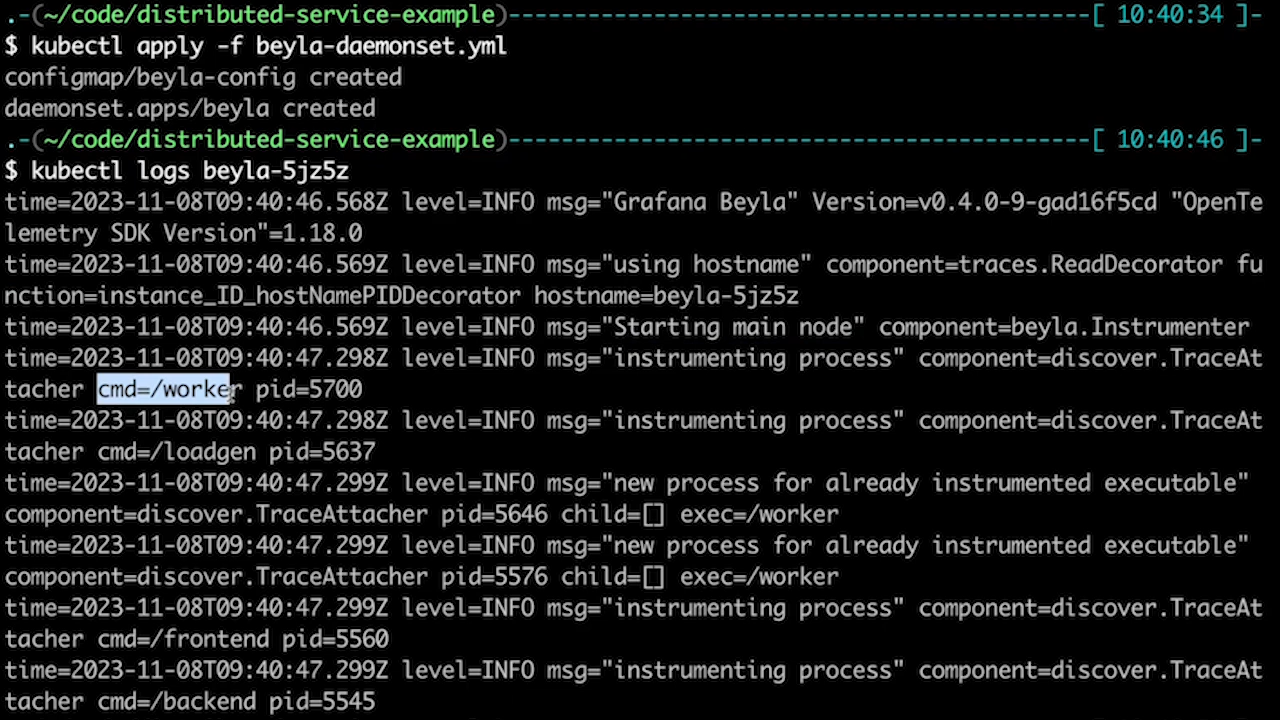 .-(~/code/distributed-service-example)--------------------------------------------[ 10:40:34 ]-
$ kubectl apply -f beyla-daemonset.yml
configmap/beyla-config created
daemonset.apps/beyla created
.-(~/code/distributed-service-example)--------------------------------------------[ 10:40:46 ]-
$ kubectl logs beyla-5jz5z
time=2023-11-08T09:40:46.568Z level=INFO msg="Grafana Beyla" Version=v0.4.0-9-gad16f5cd "OpenTe
lemetry SDK Version"=1.18.0
time=2023-11-08T09:40:46.569Z level=INFO msg="using hostname" component=traces.ReadDecorator fu
nction=instance_ID_hostNamePIDDecorator hostname=beyla-5jz5z
time=2023-11-08T09:40:46.569Z level=INFO msg="Starting main node" component=beyla.Instrumenter
time=2023-11-08T09:40:47.298Z level=INFO msg="instrumenting process" component=discover.TraceAt
tacher cmd=/worker pid=5700
time=2023-11-08T09:40:47.298Z level=INFO msg="instrumenting process" component=discover.TraceAt
tacher cmd=/loadgen pid=5637
time=2023-11-08T09:40:47.299Z level=INFO msg="new process for already instrumented executable"
component=discover.TraceAttacher pid=5646 child=[] exec=/worker
time=2023-11-08T09:40:47.299Z level=INFO msg="new process for already instrumented executable"
component=discover.TraceAttacher pid=5576 child=[] exec=/worker
time=2023-11-08T09:40:47.299Z level=INFO msg="instrumenting process" component=discover.TraceAt
tacher cmd=/frontend pid=5560
time=2023-11-08T09:40:47.299Z level=INFO msg="instrumenting process" component=discover.TraceAt
tacher cmd=/backend pid=5545